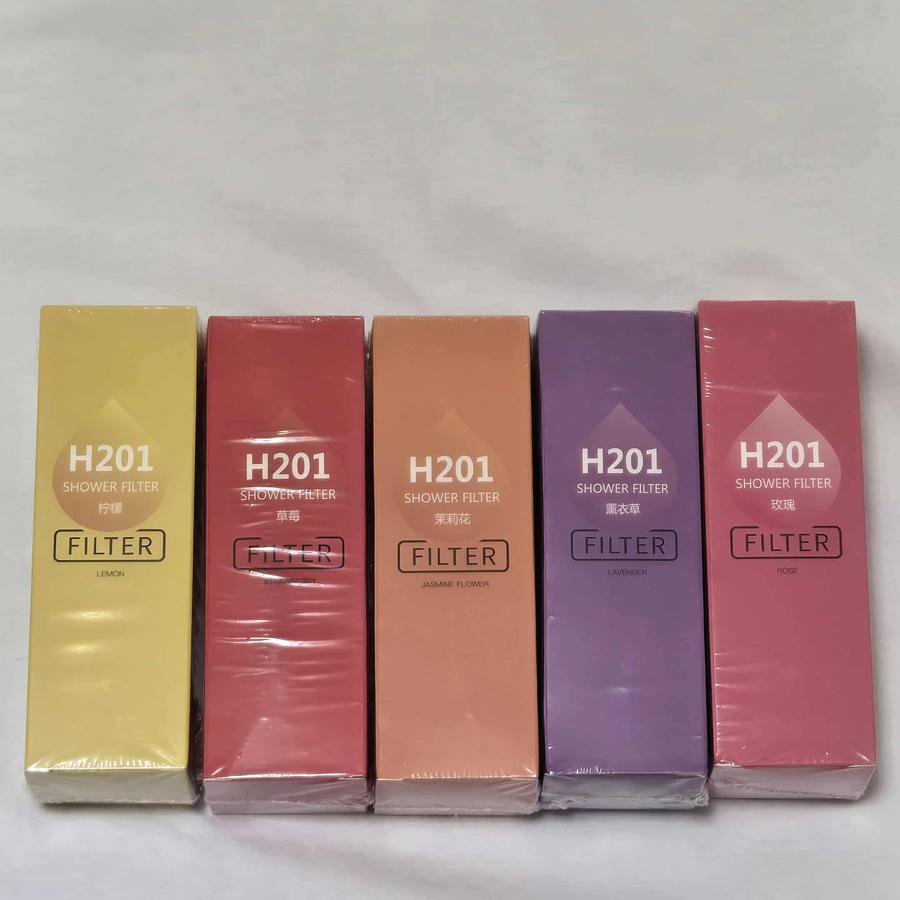 H201
SHOWER FILTER
柠檬
FILTER
LEMON
H201
SHOWER FILTER
草莓
FILTER
H201
SHOWER FILTER
茉莉花
FILTER
JASMINE FLOWER
H201
SHOWER FILTER
薰衣草
FILTER
LAVENDER
H201
SHOWER FILTER
玫瑰
FILTER
ROSE